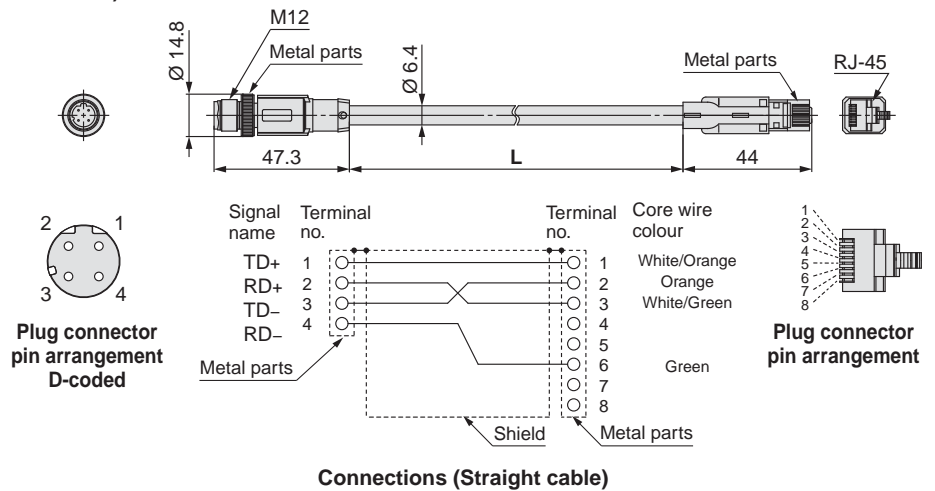 M12
Metal parts
Ø 14.8
Ø 6.4
Metal parts
RJ-45
47.3
L
44
2 1
3 4
Plug connector
pin arrangement
D-coded
Signal
name
Terminal
no.
Terminal
no.
Core wire
colour
TD+ 1
RD+ 2
TD– 3
RD– 4
1 White/Orange
2 Orange
3 White/Green
4
5
6 Green
7
8
Metal parts
Shield
Metal parts
1
2
3
4
5
6
7
8
Plug connector
pin arrangement
Connections (Straight cable)